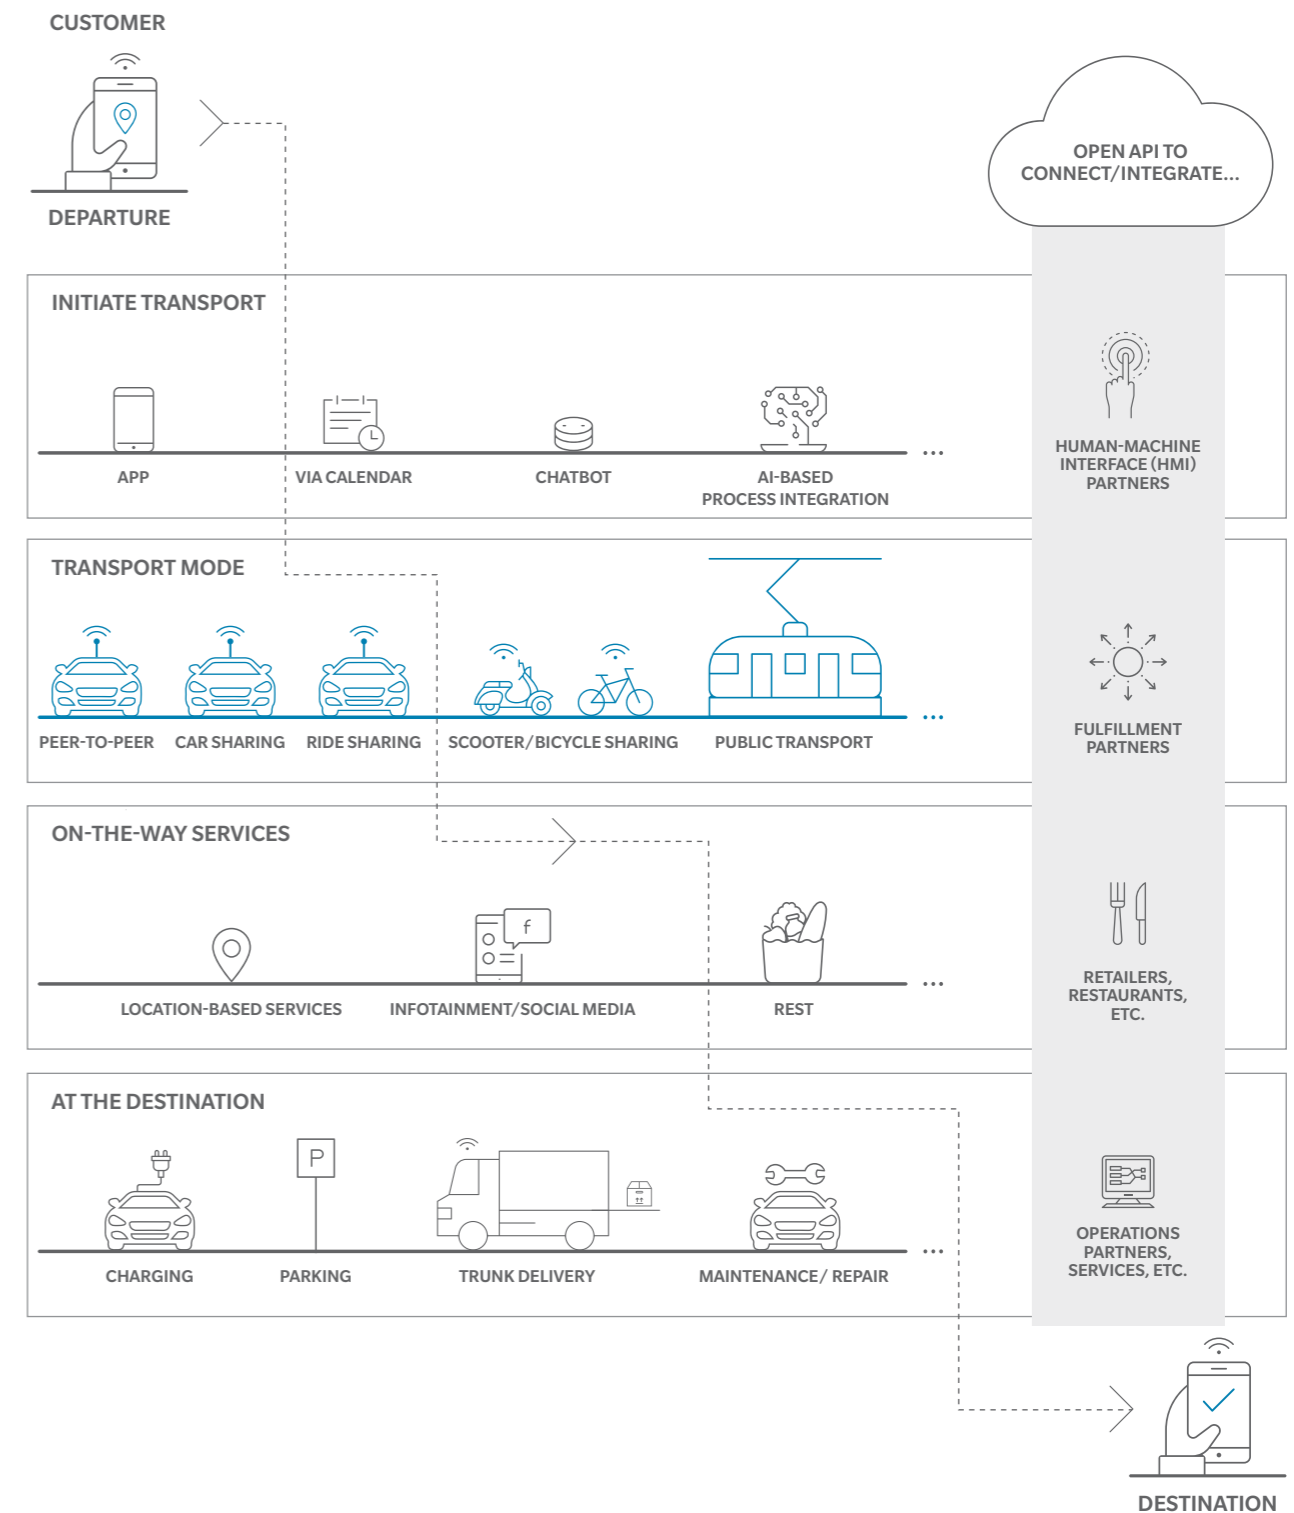 CUSTOMER
DEPARTURE
OPEN API TO
CONNECT/INTEGRATE...
INITIATE TRANSPORT
APP
VIA CALENDAR
CHATBOT
AI-BASED
PROCESS INTEGRATION
...
HUMAN-MACHINE
INTERFACE (HMI)
PARTNERS
TRANSPORT MODE
PEER-TO-PEER
CAR SHARING
RIDE SHARING
SCOOTER/BICYCLE SHARING
PUBLIC TRANSPORT
...
FULFILLMENT
PARTNERS
ON-THE-WAY SERVICES
f
LOCATION-BASED SERVICES
INFOTAINMENT/SOCIAL MEDIA
REST
...
RETAILERS,
RESTAURANTS,
ETC.
AT THE DESTINATION
P
CHARGING
PARKING
TRUNK DELIVERY
MAINTENANCE/ REPAIR
...
OPERATIONS
PARTNERS,
SERVICES, ETC.
DESTINATION